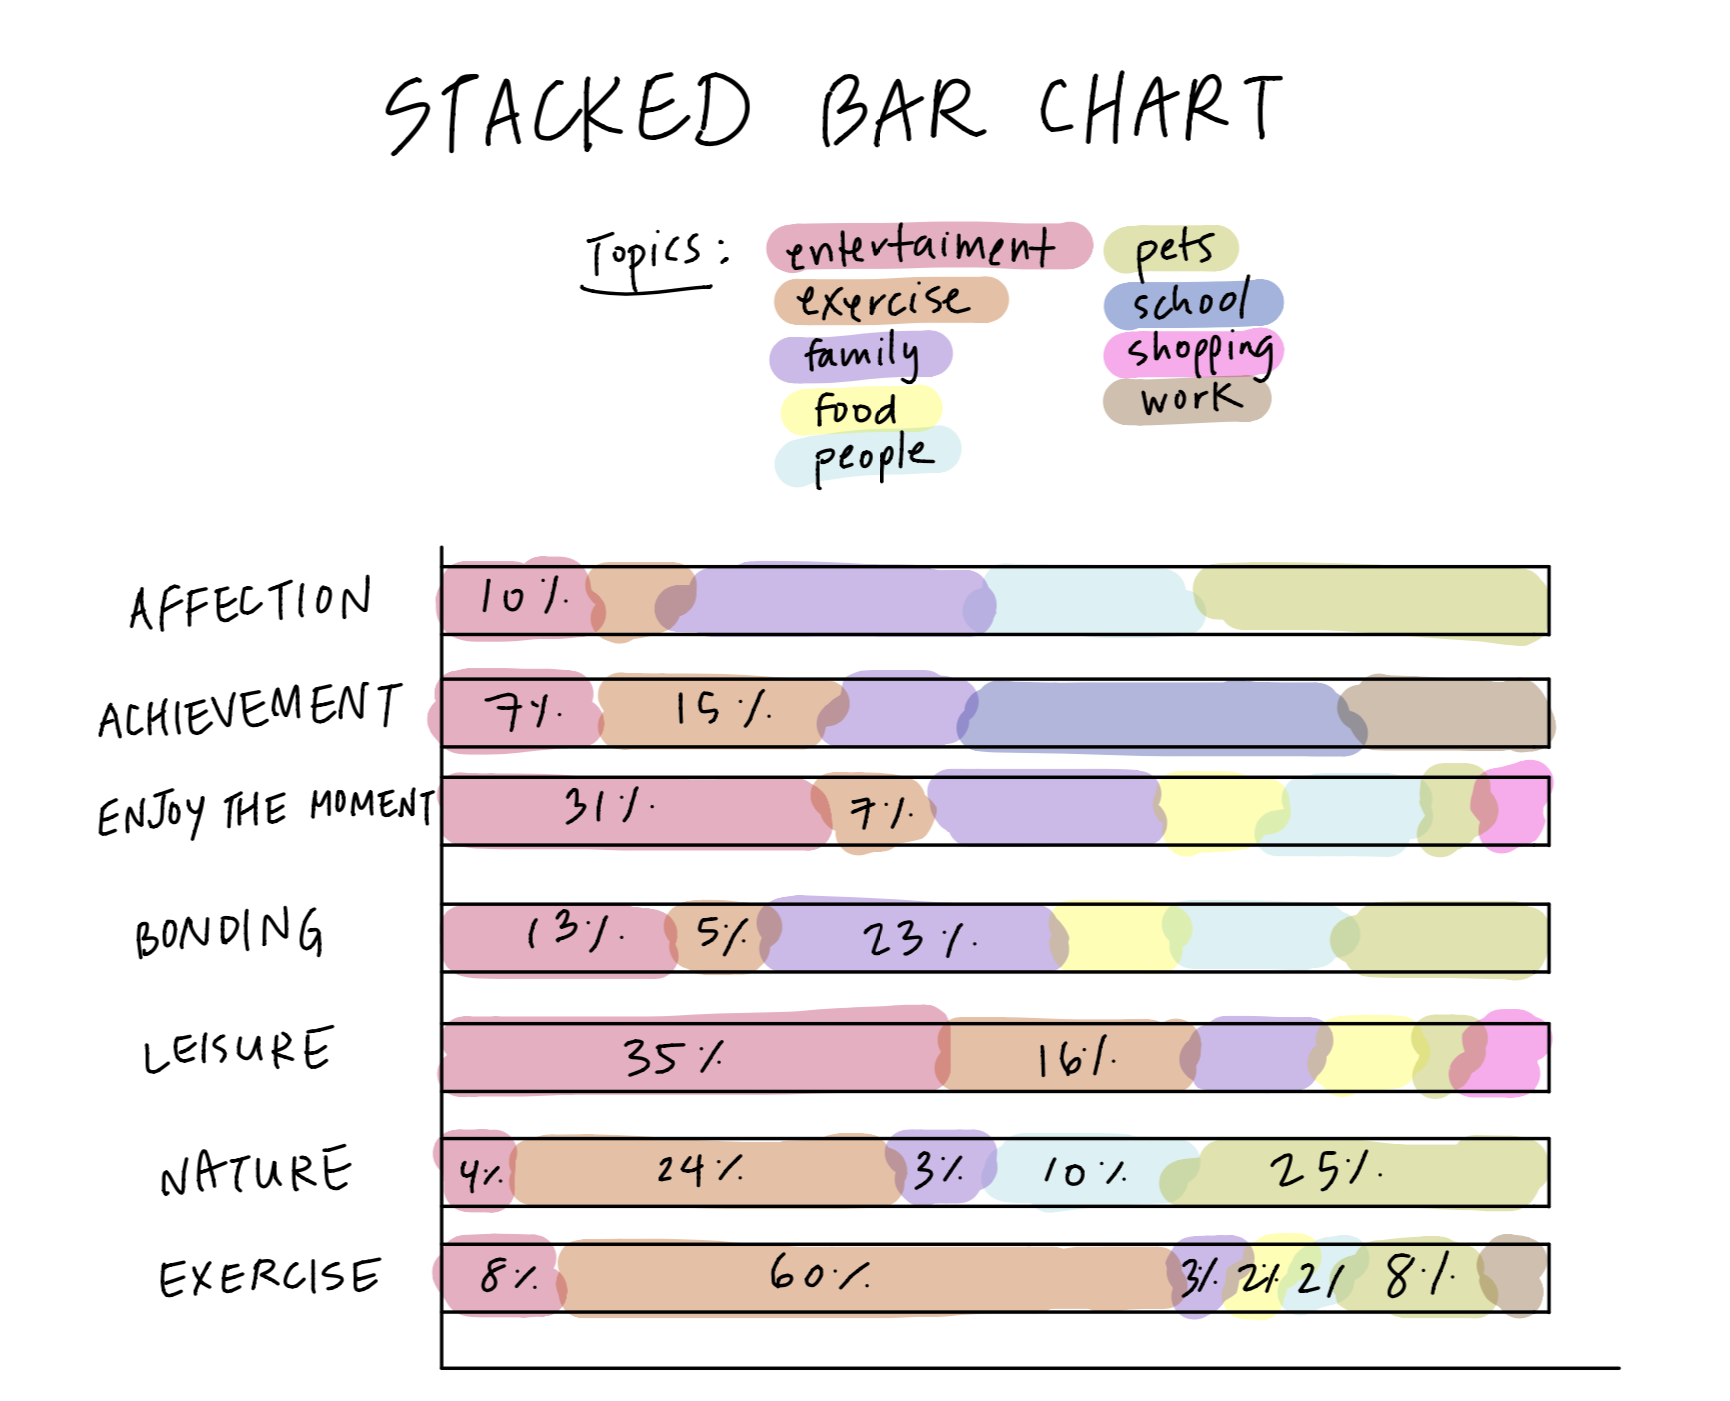 STACKED BAR CHART
Topics: entertaiment pets
exercise school
family shopping
food work
people
AFFECTION 10%
ACHIEVEMENT 7% 15%
ENJOY THE MOMENT 31% 7%
BONDING 13% 5% 23%
LEISURE 35% 16%
NATURE 4% 24% 3% 10% 25%
EXERCISE 8% 60% 3% 2% 2/ 8%